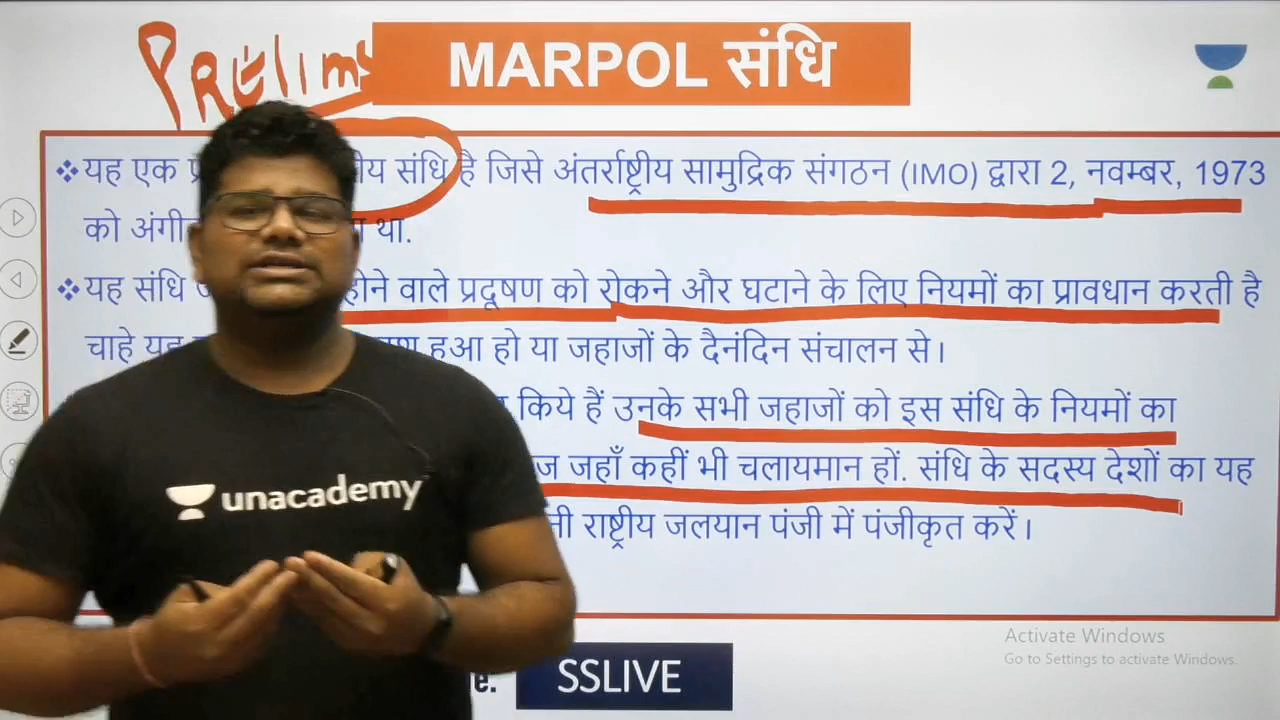 Prelims
MARPOL संधि
❖यह एक प्र ीय संधि है जिसे अंतर्राष्ट्रीय सामुद्रिक संगठन (IMO) द्वारा 2, नवम्बर, 1973
को अंगी था.
❖यह संधि होने वाले प्रदूषण को रोकने और घटाने के लिए नियमों का प्रावधान करती है
चाहे यह हुआ हो या जहाजों के दैनंदिन संचालन से।
किये हैं उनके सभी जहाजों को इस संधि के नियमों का
जहाँ कहीं भी चलायमान हों. संधि के सदस्य देशों का यह
राष्ट्रीय जलयान पंजी में पंजीकृत करें।
unacademy
Activate Windows
Go to Settings to activate Windows.
SSLIVE